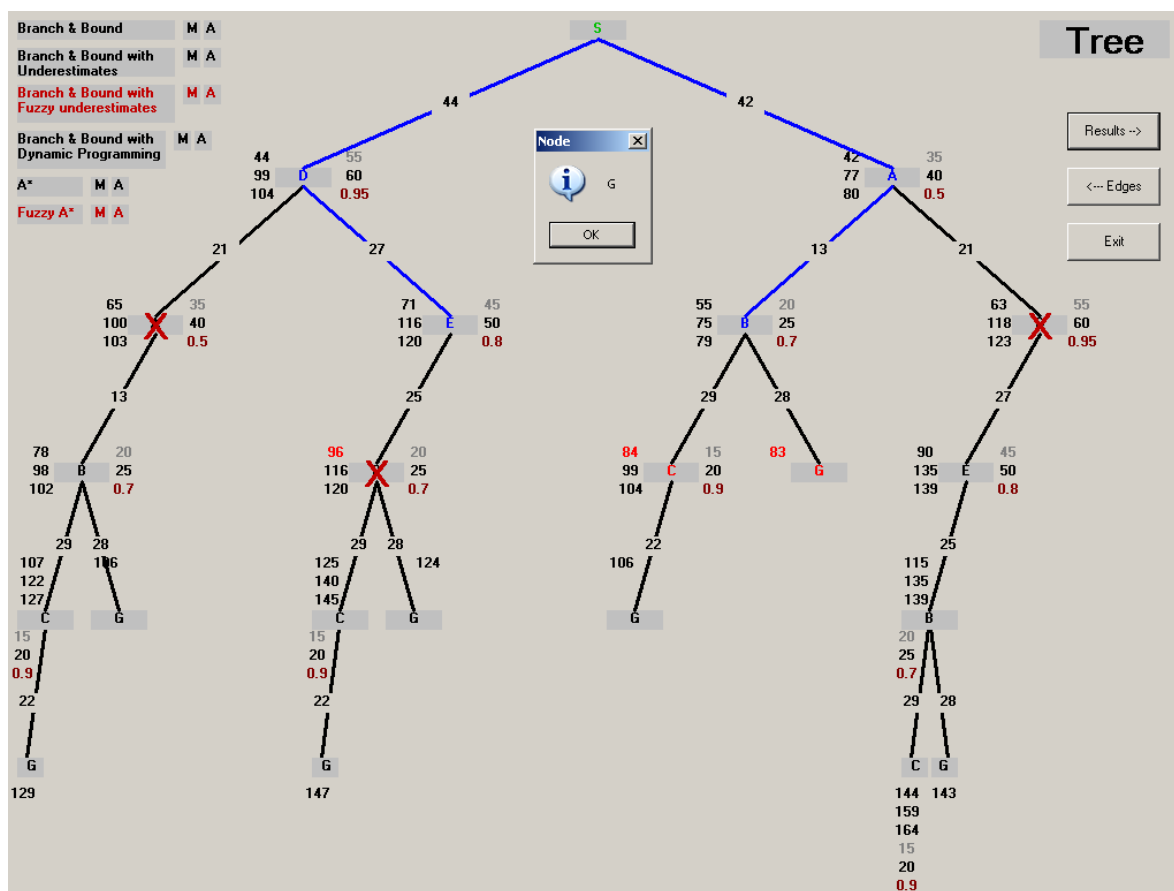 Branch & Bound M A
S
Tree
Branch & Bound with
Underestimates M A
Branch & Bound with
Fuzzy underestimates M A
Branch & Bound with
Dynamic Programming M A
A* M A
Fuzzy A* M A
44
42
Node
G
OK
Results -->
<--- Edges
Exit
44 55
99 D 60
104 0.95
42 35
77 A 40
80 0.5
21
27
13
21
65 35
100 40
103 0.5
71 45
116 E 50
120 0.8
55 20
75 B 25
79 0.7
63 55
118 60
123 0.95
13
25
29
28
27
78 20
98 B 25
102 0.7
96 20
116 25
120 0.7
84 15
99 C 20
104 0.9
83
G
90 45
135 E 50
139 0.8
29
28
29
28
22
25
107
122
127
106
125
140
145
124
106
115
135
139
C
G
C
G
G
B
15
20
0.9
15
20
0.9
20
25
0.7
22
22
29
28
G
G
C
G
129
147
144
159
164
15
20
0.9
143